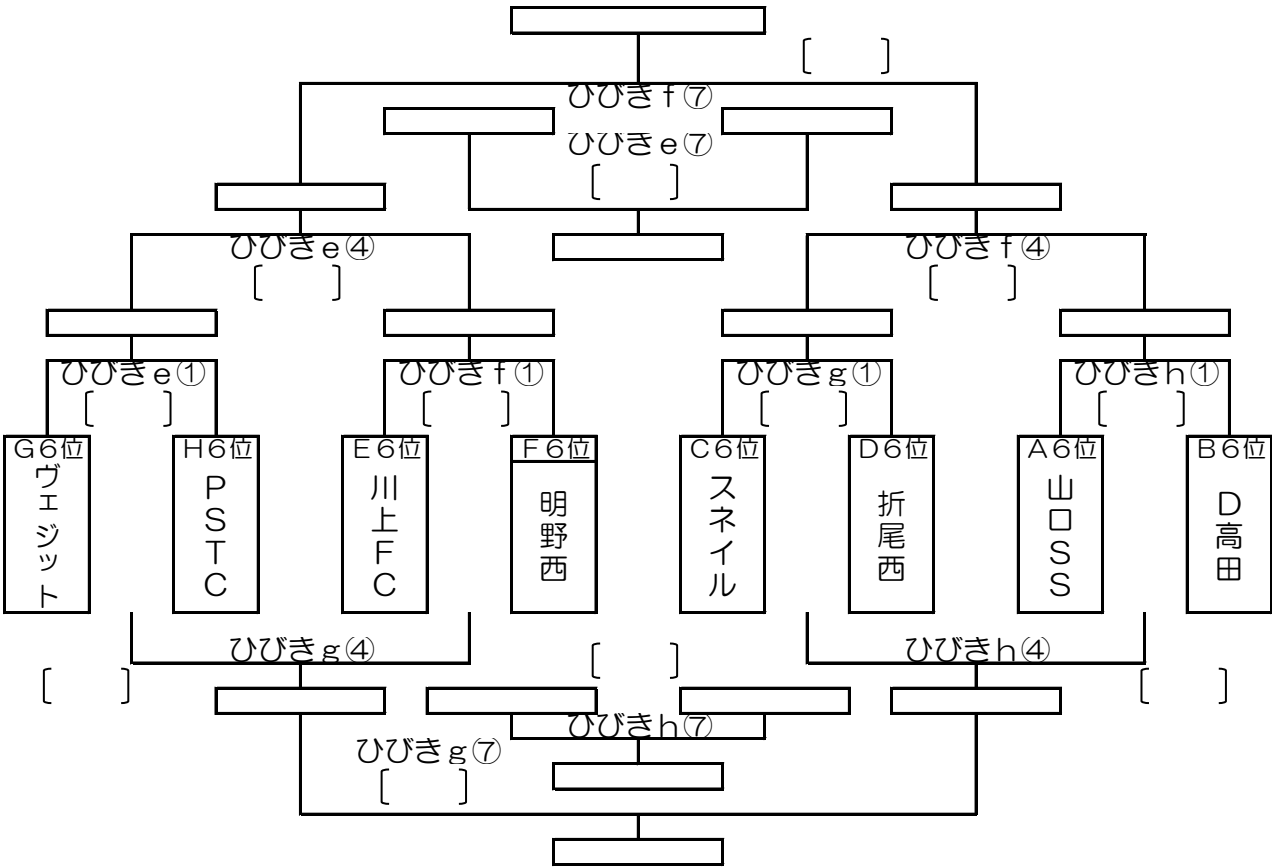 ひびきｆ⑦
ひびきｅ⑦
ひびきｅ④
ひびきｆ④
ひびきｅ①
ひびきｆ①
ひびきｇ①
ひびきｈ①
Ｇ６位
ヴェジット
Ｈ６位
ＰＳＴＣ
Ｅ６位
川上ＦＣ
Ｆ６位
明野西
Ｃ６位
スネイル
Ｄ６位
折尾西
Ａ６位
山口ＳＳ
Ｂ６位
Ｄ高田
ひびきｇ④
ひびきｈ④
ひびきｈ⑦
ひびきｇ⑦